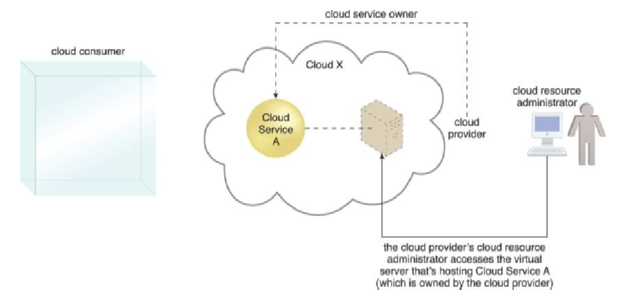 cloud service owner
cloud consumer
Cloud X
cloud resource
administrator
Cloud
Service
A
cloud
provider
the cloud provider's cloud resource
administrator accesses the virtual
server that's hosting Cloud Service A
(which is owned by the cloud provider)